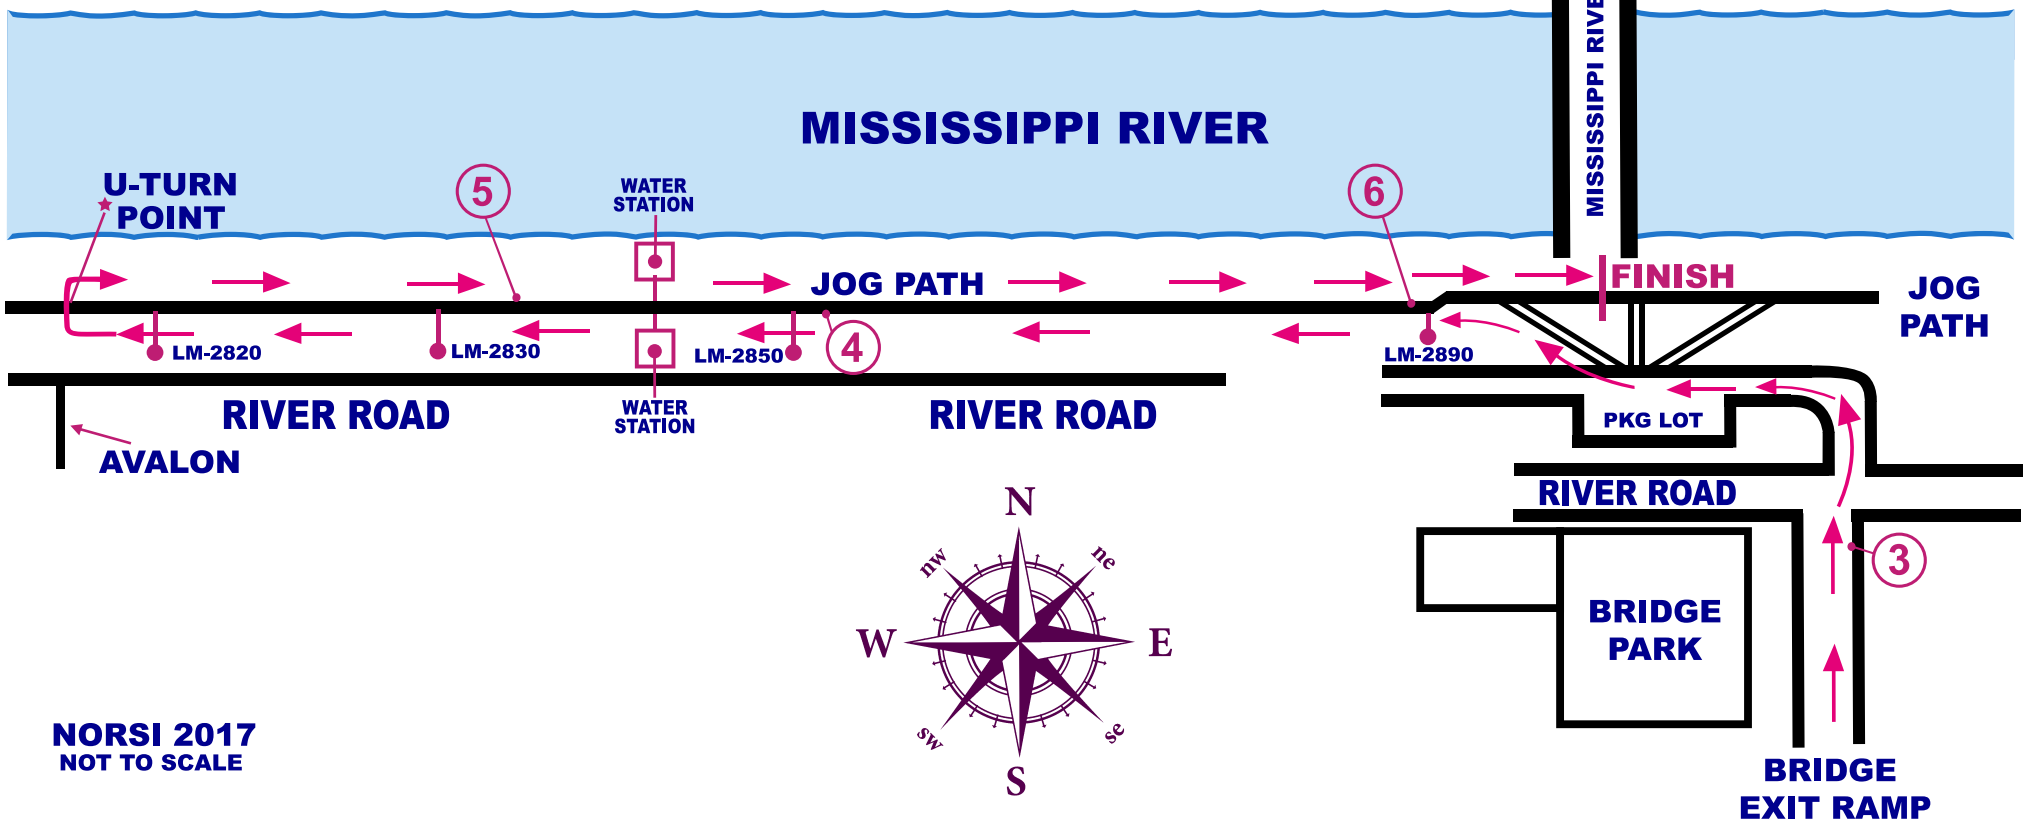 MISSISSIPPI RIVE
MISSISSIPPI RIVER
U-TURN
POINT
5
WATER
STATION
6
JOG PATH
FINISH
JOG
PATH
LM-2820
LM-2830
LM-2850
4
LM-2890
RIVER ROAD
WATER
STATION
RIVER ROAD
PKG LOT
AVALON
RIVER ROAD
3
N
nw
ne
W
E
sw
se
S
BRIDGE
PARK
NORSI 2017
NOT TO SCALE
BRIDGE
EXIT RAMP